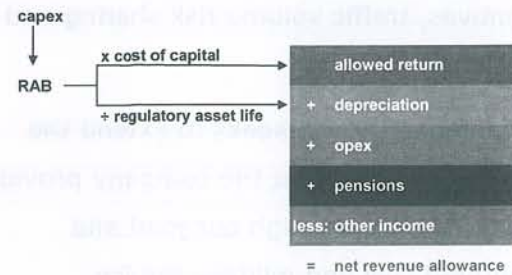 capex
x cost of capital
allowed return
RAB
÷ regulatory asset life
+ depreciation
+ opex
+ pensions
less: other income
= net revenue allowance